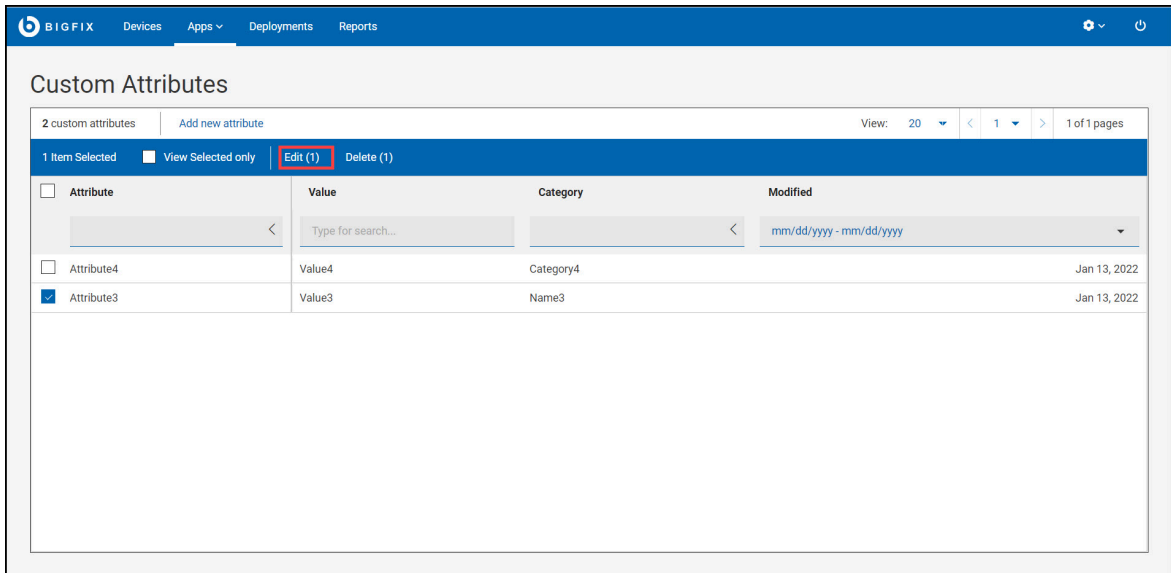 BIGFIX Devices Apps Deployments Reports
Custom Attributes
2 custom attributes Add new attribute View: 20 1 1 of 1 pages
1 Item Selected View Selected only Edit (1) Delete (1)
Attribute Value Category Modified
Type for search... mm/dd/yyyy - mm/dd/yyyy
Attribute4 Value4 Category4 Jan 13, 2022
Attribute3 Value3 Name3 Jan 13, 2022